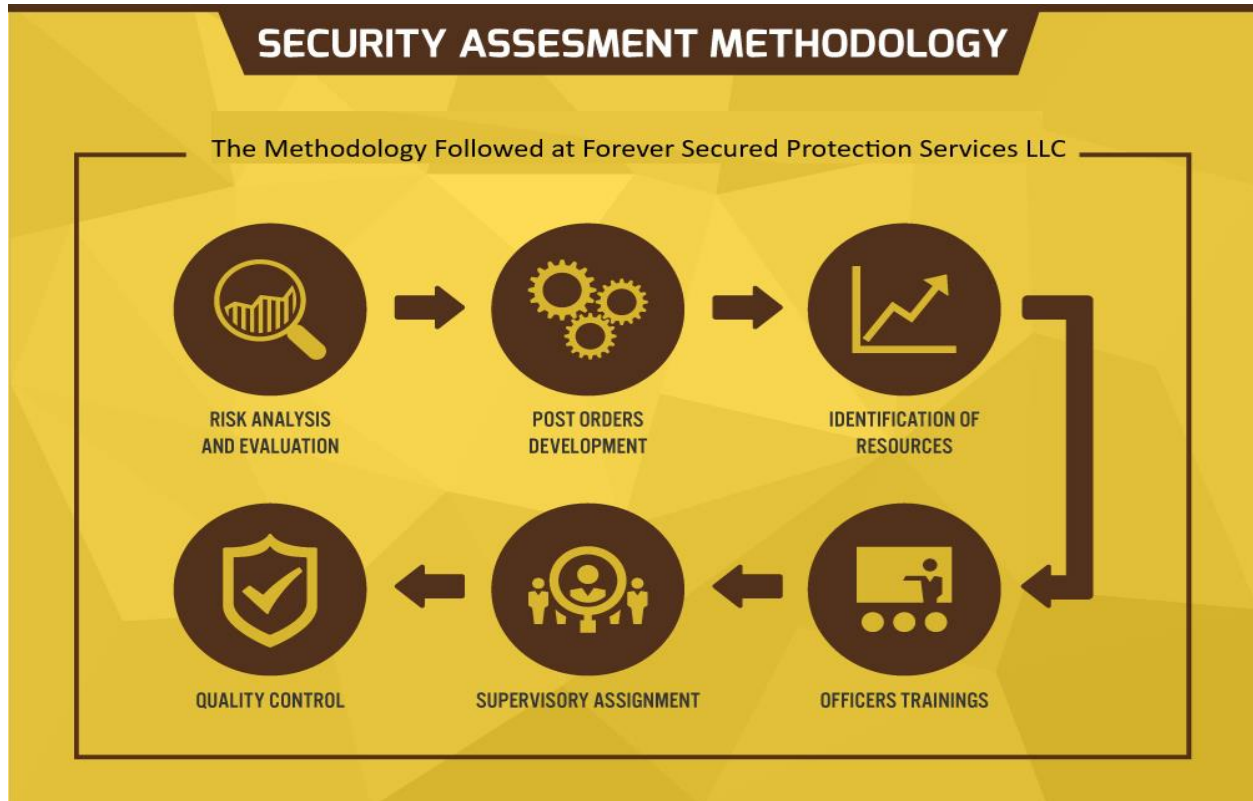 SECURITY ASSESMENT METHODOLOGY
The Methodology Followed at Forever Secured Protection Services LLC
RISK ANALYSIS
AND EVALUATION
POST ORDERS
DEVELOPMENT
IDENTIFICATION OF
RESOURCES
QUALITY CONTROL
SUPERVISORY ASSIGNMENT
OFFICERS TRAININGS